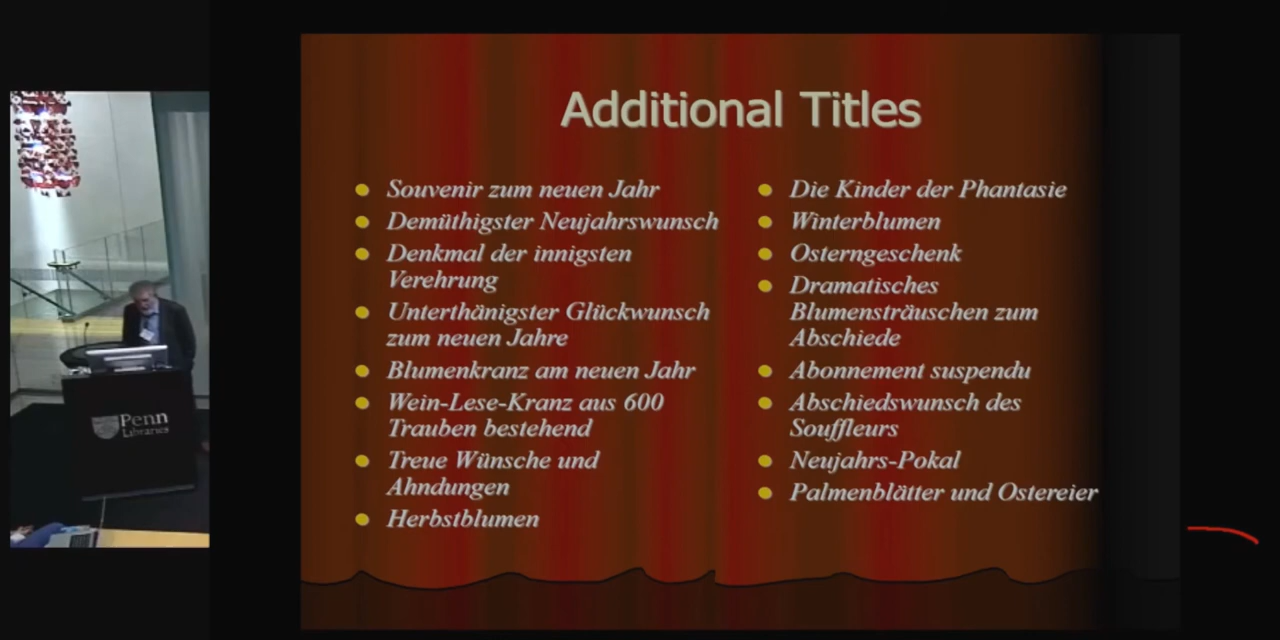 Additional Titles
Souvenir zum neuen Jahr
Demüthigster Neujahrswunsch
Denkmal der innigsten
Verehrung
Unterthänigster Glückwunsch
zum neuen Jahre
Blumenkranz am neuen Jahr
Wein-Lese-Kranz aus 600
Trauben bestehend
Treue Wünsche und
Ahndungen
Herbstblumen
Die Kinder der Phantasie
Winterblumen
Osterngeschenk
Dramatisches
Blumensträuschen zum
Abschiede
Abonnement suspendu
Abschiedswunsch des
Souffleurs
Neujahrs-Pokal
Palmenblätter und Ostereier
Penn
Libraries